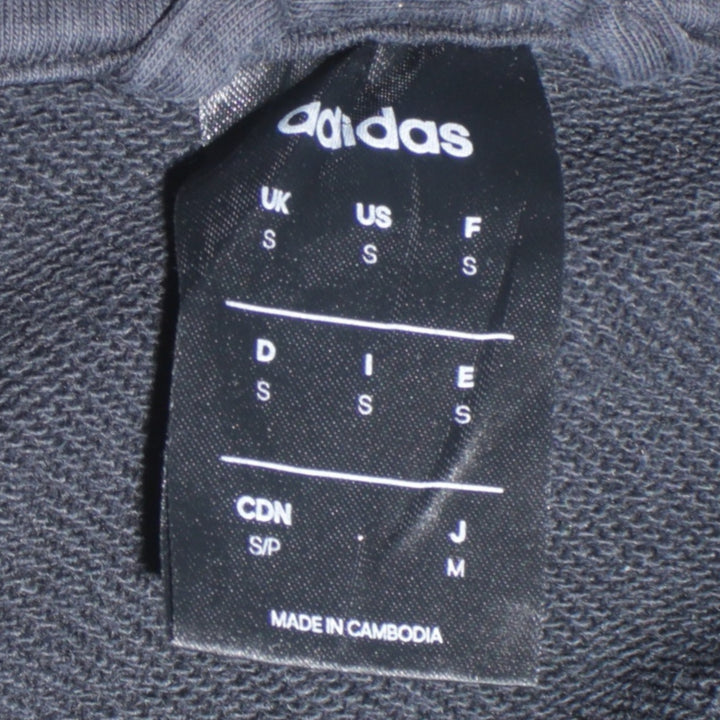 adidas
UK US F
S S S
D I E
S S S
CDN . J
S/P M
MADE IN CAMBODIA